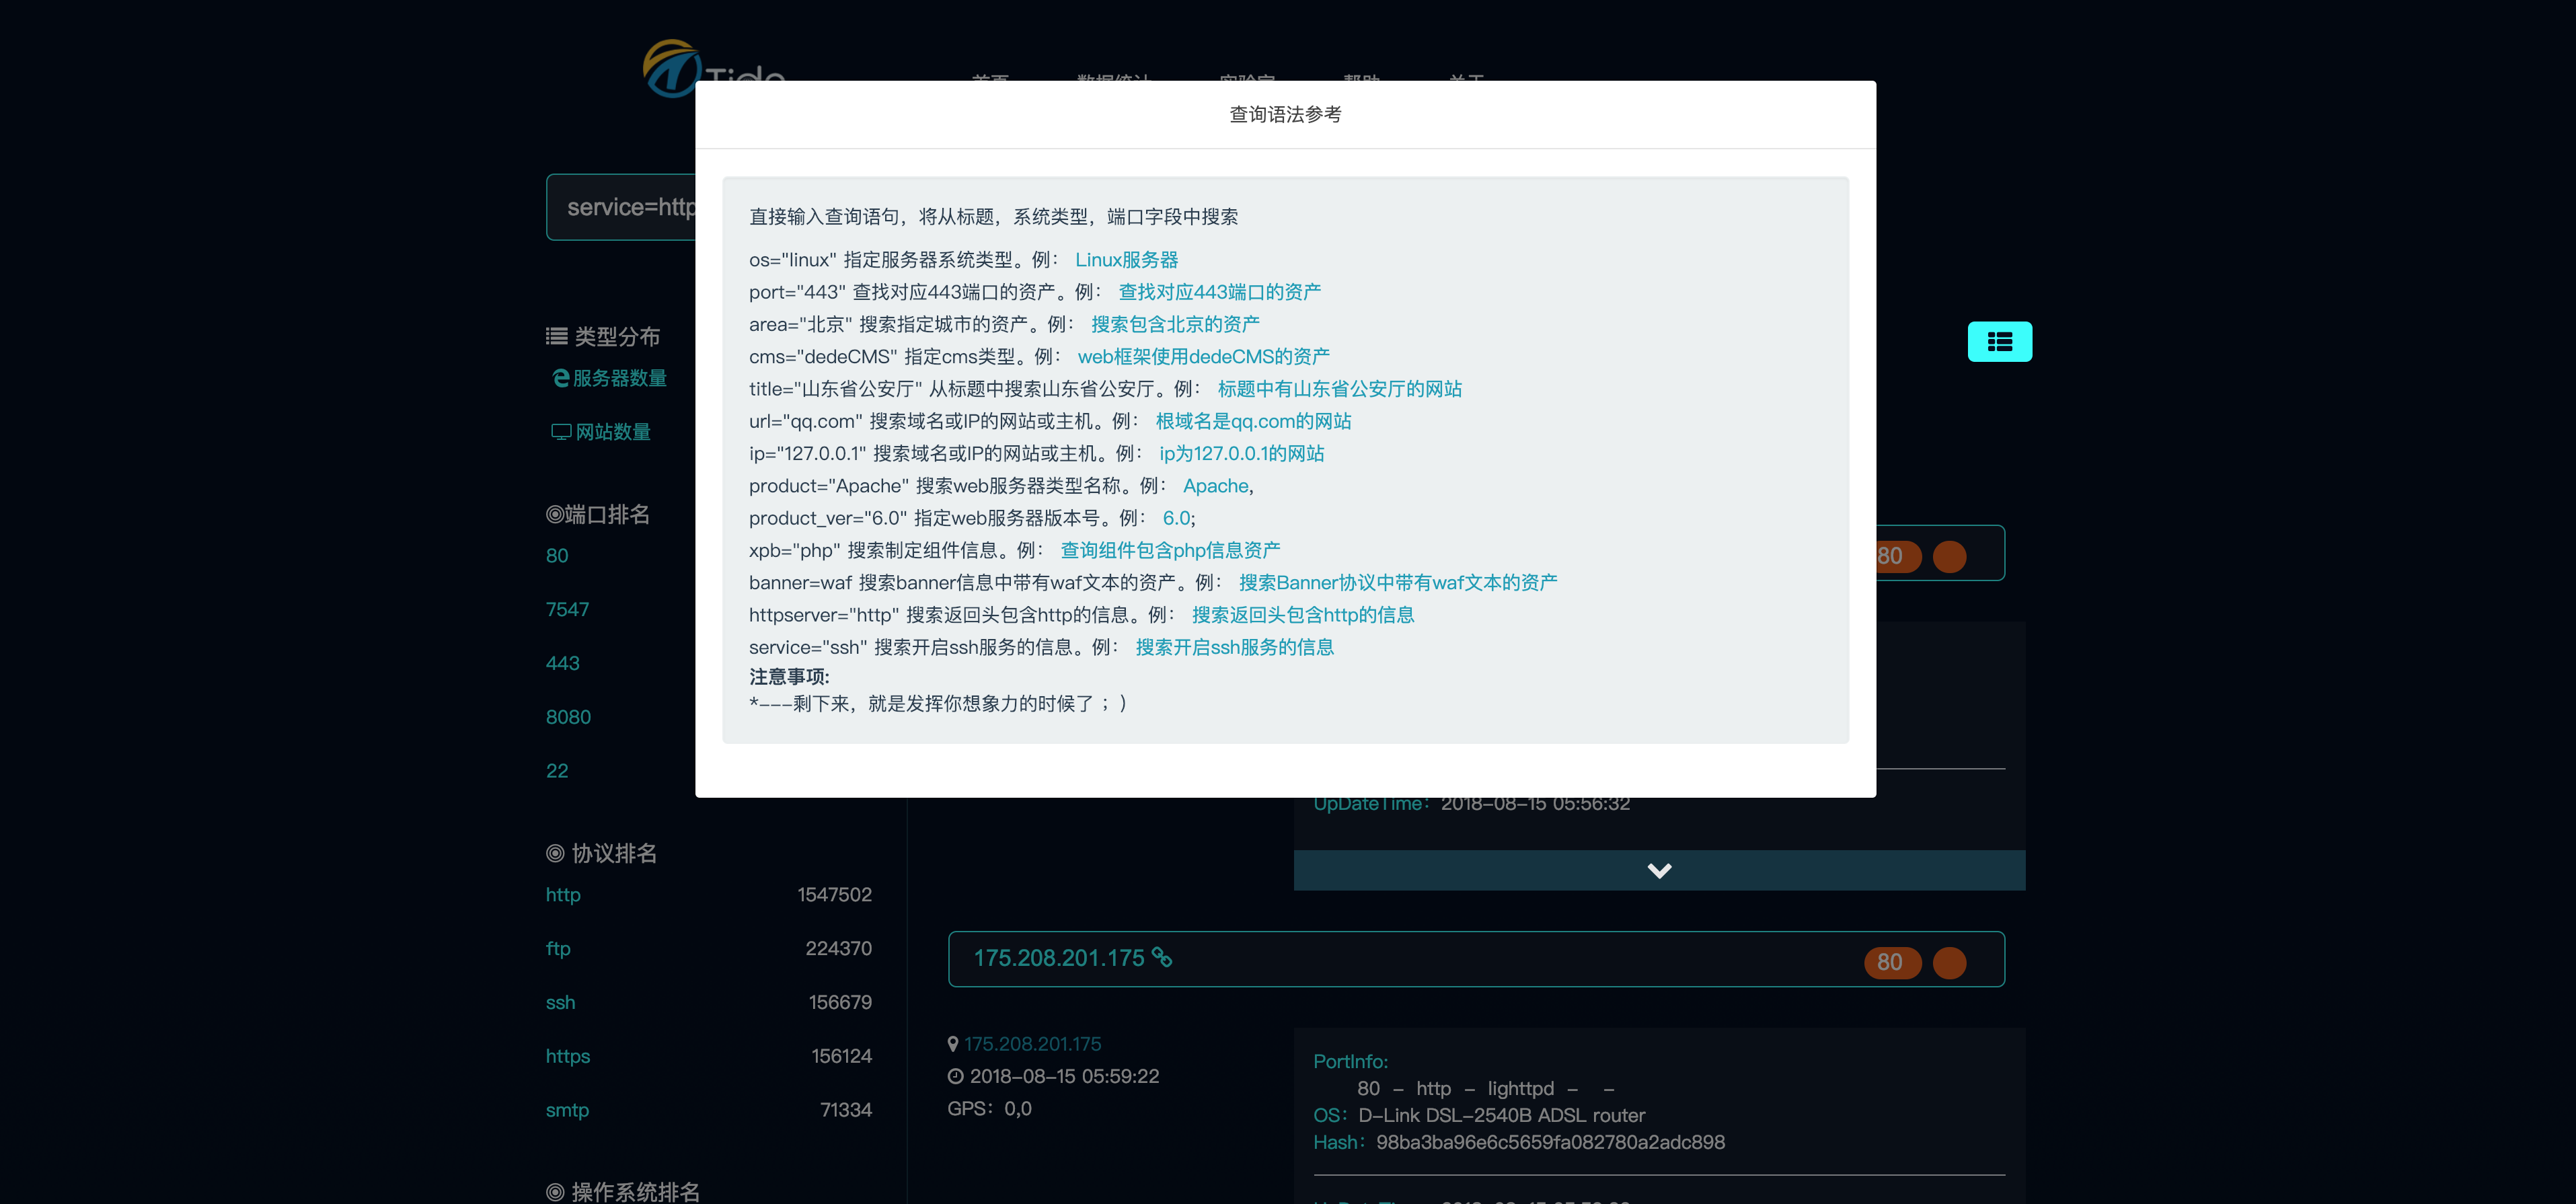 Tide
首页 数据统计 实验室 帮助 关于
查询语法参考
service=http
直接输入查询语句，将从标题，系统类型，端口字段中搜索
os="linux" 指定服务器系统类型。例： Linux服务器
port="443" 查找对应443端口的资产。例： 查找对应443端口的资产
area="北京" 搜索指定城市的资产。例： 搜索包含北京的资产
cms="dedeCMS" 指定cms类型。例： web框架使用dedeCMS的资产
title="山东省公安厅" 从标题中搜索山东省公安厅。例： 标题中有山东省公安厅的网站
url="qq.com" 搜索域名或IP的网站或主机。例： 根域名是qq.com的网站
ip="127.0.0.1" 搜索域名或IP的网站或主机。例： ip为127.0.0.1的网站
product="Apache" 搜索web服务器类型名称。例： Apache,
product_ver="6.0" 指定web服务器版本号。例： 6.0;
xpb="php" 搜索制定组件信息。例： 查询组件包含php信息资产
banner=waf 搜索banner信息中带有waf文本的资产。例： 搜索Banner协议中带有waf文本的资产
httpserver="http" 搜索返回头包含http的信息。例： 搜索返回头包含http的信息
service="ssh" 搜索开启ssh服务的信息。例： 搜索开启ssh服务的信息
注意事项:
*---剩下来，就是发挥你想象力的时候了；）
类型分布
服务器数量
网站数量
端口排名
80
7547
443
8080
22
协议排名
http 1547502
ftp 224370
ssh 156679
https 156124
smtp 71334
操作系统排名
80
UpDateTime：2018-08-15 05:56:32
175.208.201.175 80
175.208.201.175
2018-08-15 05:59:22
GPS：0,0
PortInfo:
80 - http - lighttpd - -
OS：D-Link DSL-2540B ADSL router
Hash：98ba3ba96e6c5659fa082780a2adc898